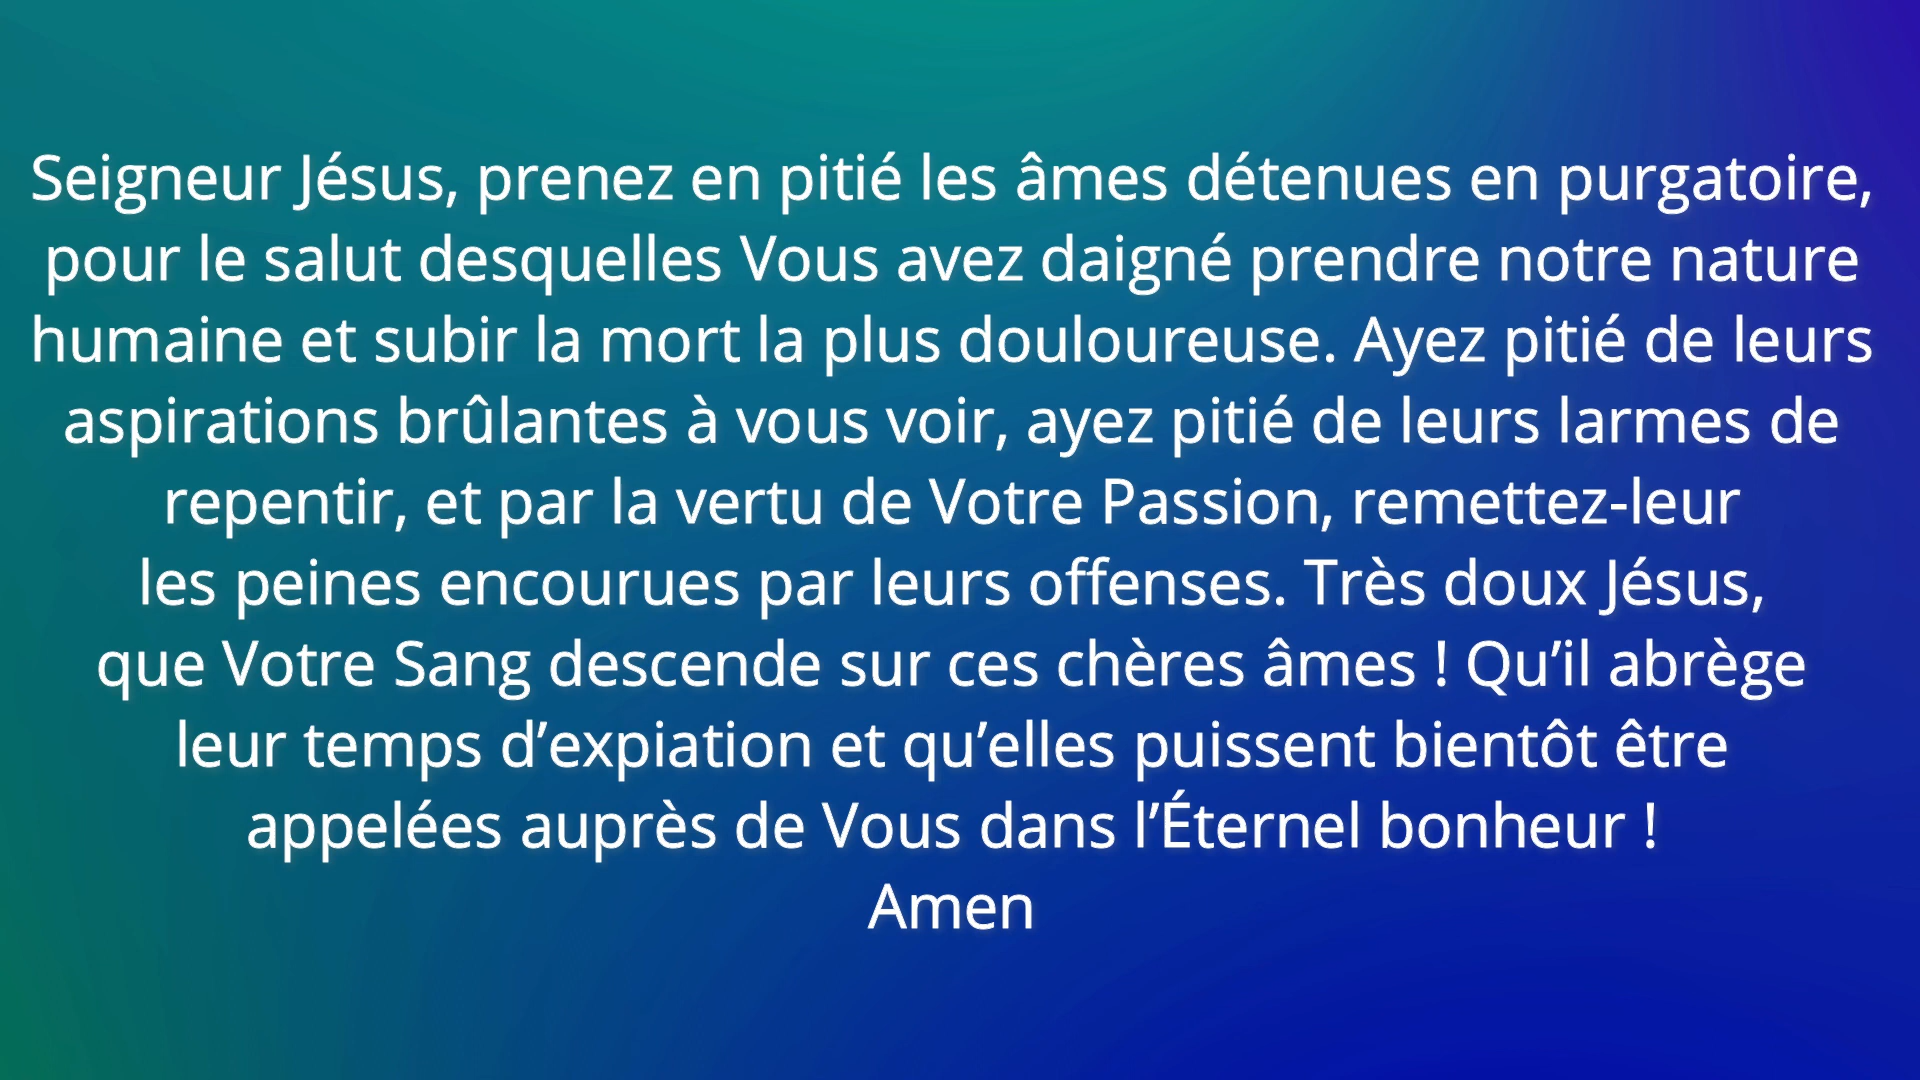 Seigneur Jésus, prenez en pitié les âmes détenues en purgatoire,
pour le salut desquelles Vous avez daigné prendre notre nature
humaine et subir la mort la plus douloureuse. Ayez pitié de leurs
aspirations brûlantes à vous voir, ayez pitié de leurs larmes de
repentir, et par la vertu de Votre Passion, remettez-leur
les peines encourues par leurs offenses. Très doux Jésus,
que Votre Sang descende sur ces chères âmes ! Qu’il abrège
leur temps d’expiation et qu’elles puissent bientôt être
appelées auprès de Vous dans l’Éternel bonheur !
Amen